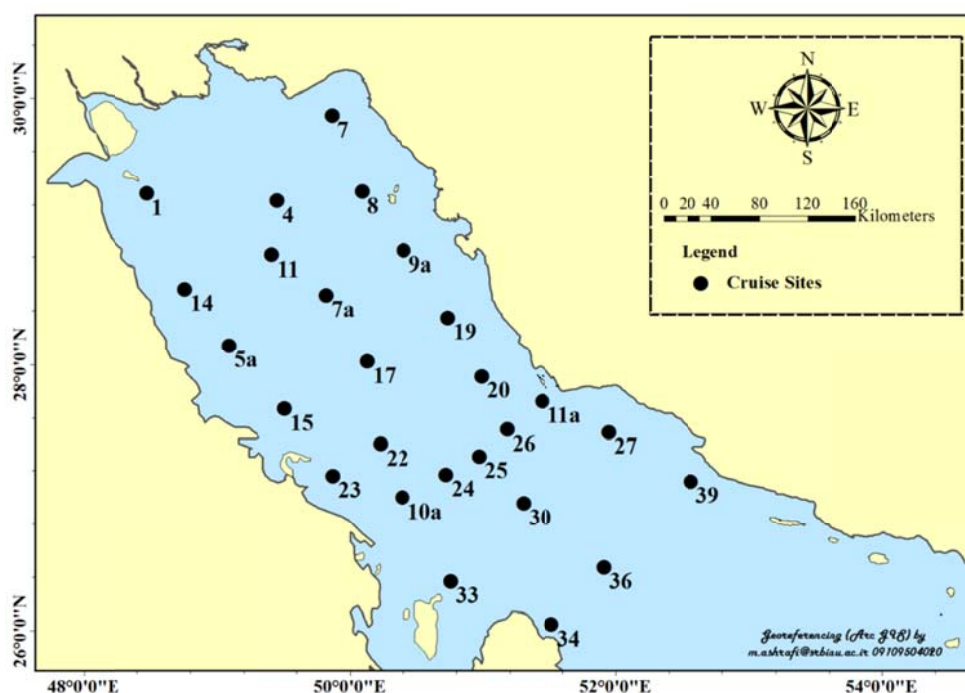 N
W E
S
0 20 40 80 120 160
Kilometers
Legend
Cruise Sites
30°0'0"N
28°0'0"N
26°0'0"N
7
1
4
8
11
9a
14
7a
19
5a
17
20
11a
15
26
27
22
25
23
24
39
10a
30
36
33
34
Georeferencing (Arc GIS) by
m.ashrafi@srbiau.ac.ir 09109504020
48°0'0"E 50°0'0"E 52°0'0"E 54°0'0"E